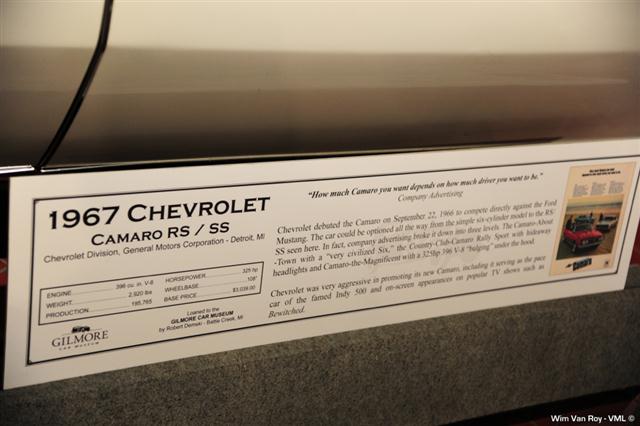 1967 CHEVROLET
CAMARO RS / SS
Chevrolet Division, General Motors Corporation - Detroit, MI
ENGINE 396 cu. in. V-8
WEIGHT 2,920 lbs
PRODUCTION 195,765
HORSEPOWER 325 hp
WHEELBASE 108"
BASE PRICE $3,039.00
GILMORE
CAR MUSEUM
Loaned to the
GILMORE CAR MUSEUM
by Robert Demski - Battle Creek, MI
"How much Camaro you want depends on how much driver you want to be."
Company Advertising
Chevrolet debuted the Camaro on September 22, 1966 to compete directly against the Ford
Mustang. The car could be optioned all the way from the simple six-cylinder model to the RS/
SS seen here. In fact, company advertising broke it down into three levels. The Camaro-About
-Town with a "very civilized Six," the Country-Club-Camaro Rally Sport with hideaway
headlights and Camaro-the-Magnificent with a 325hp 396 V-8 "bulging" under the hood.
Chevrolet was very aggressive in promoting its new Camaro, including it serving as the pace
car of the famed Indy 500 and on-screen appearances on popular TV shows such as
Bewitched.
Camaro
Wim Van Roy - VML ©